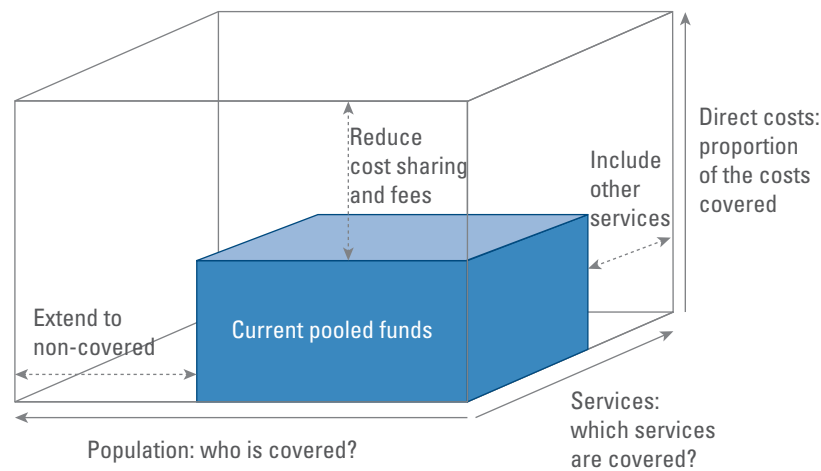 Reduce
cost sharing
and fees
Include
other
services
Direct costs:
proportion
of the costs
covered
Extend to
non-covered
Current pooled funds
Population: who is covered?
Services:
which services
are covered?